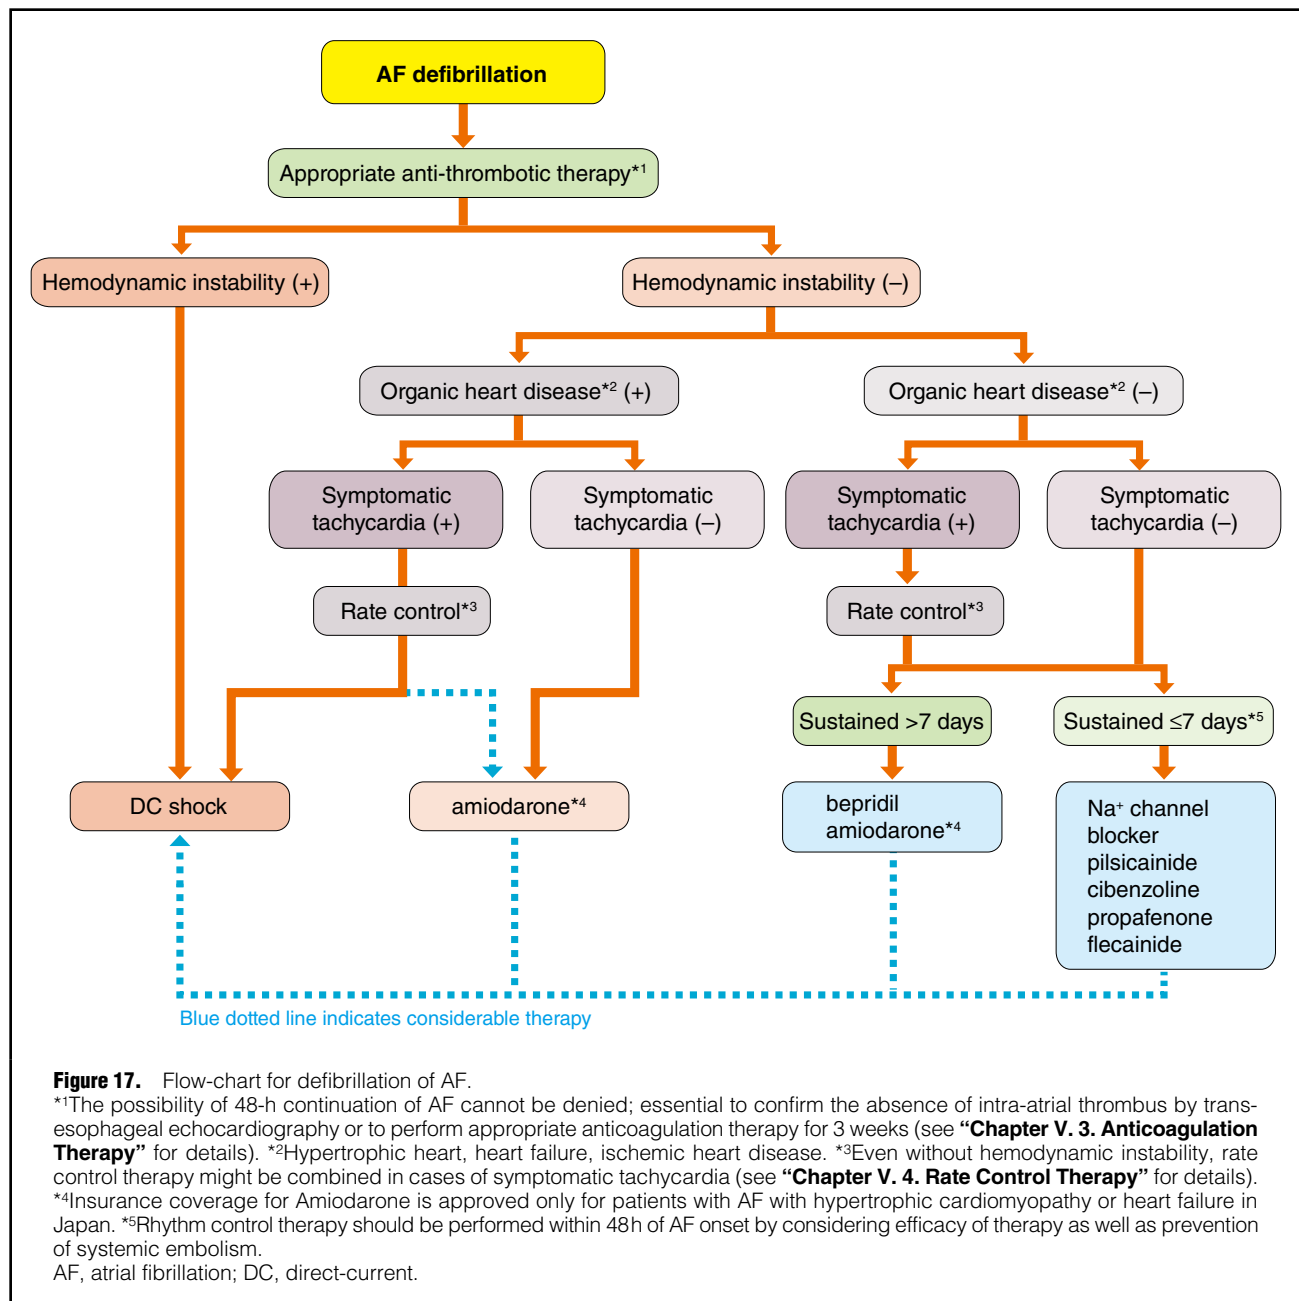 AF defibrillation
Appropriate anti-thrombotic therapy*1
Hemodynamic instability (+)
Hemodynamic instability (–)
Organic heart disease*2 (+)
Organic heart disease*2 (–)
Symptomatic
tachycardia (+)
Symptomatic
tachycardia (–)
Symptomatic
tachycardia (+)
Symptomatic
tachycardia (–)
Rate control*3
Rate control*3
Sustained >7 days
Sustained ≤7 days*5
DC shock
amiodarone*4
bepridil
amiodarone*4
Na+ channel
blocker
pilsicainide
cibenzoline
propafenone
flecainide
Blue dotted line indicates considerable therapy
Figure 17. Flow-chart for defibrillation of AF.
*1The possibility of 48-h continuation of AF cannot be denied; essential to confirm the absence of intra-atrial thrombus by trans-
esophageal echocardiography or to perform appropriate anticoagulation therapy for 3 weeks (see “Chapter V. 3. Anticoagulation
Therapy” for details). *2Hypertrophic heart, heart failure, ischemic heart disease. *3Even without hemodynamic instability, rate
control therapy might be combined in cases of symptomatic tachycardia (see “Chapter V. 4. Rate Control Therapy” for details).
*4Insurance coverage for Amiodarone is approved only for patients with AF with hypertrophic cardiomyopathy or heart failure in
Japan. *5Rhythm control therapy should be performed within 48h of AF onset by considering efficacy of therapy as well as prevention
of systemic embolism.
AF, atrial fibrillation; DC, direct-current.